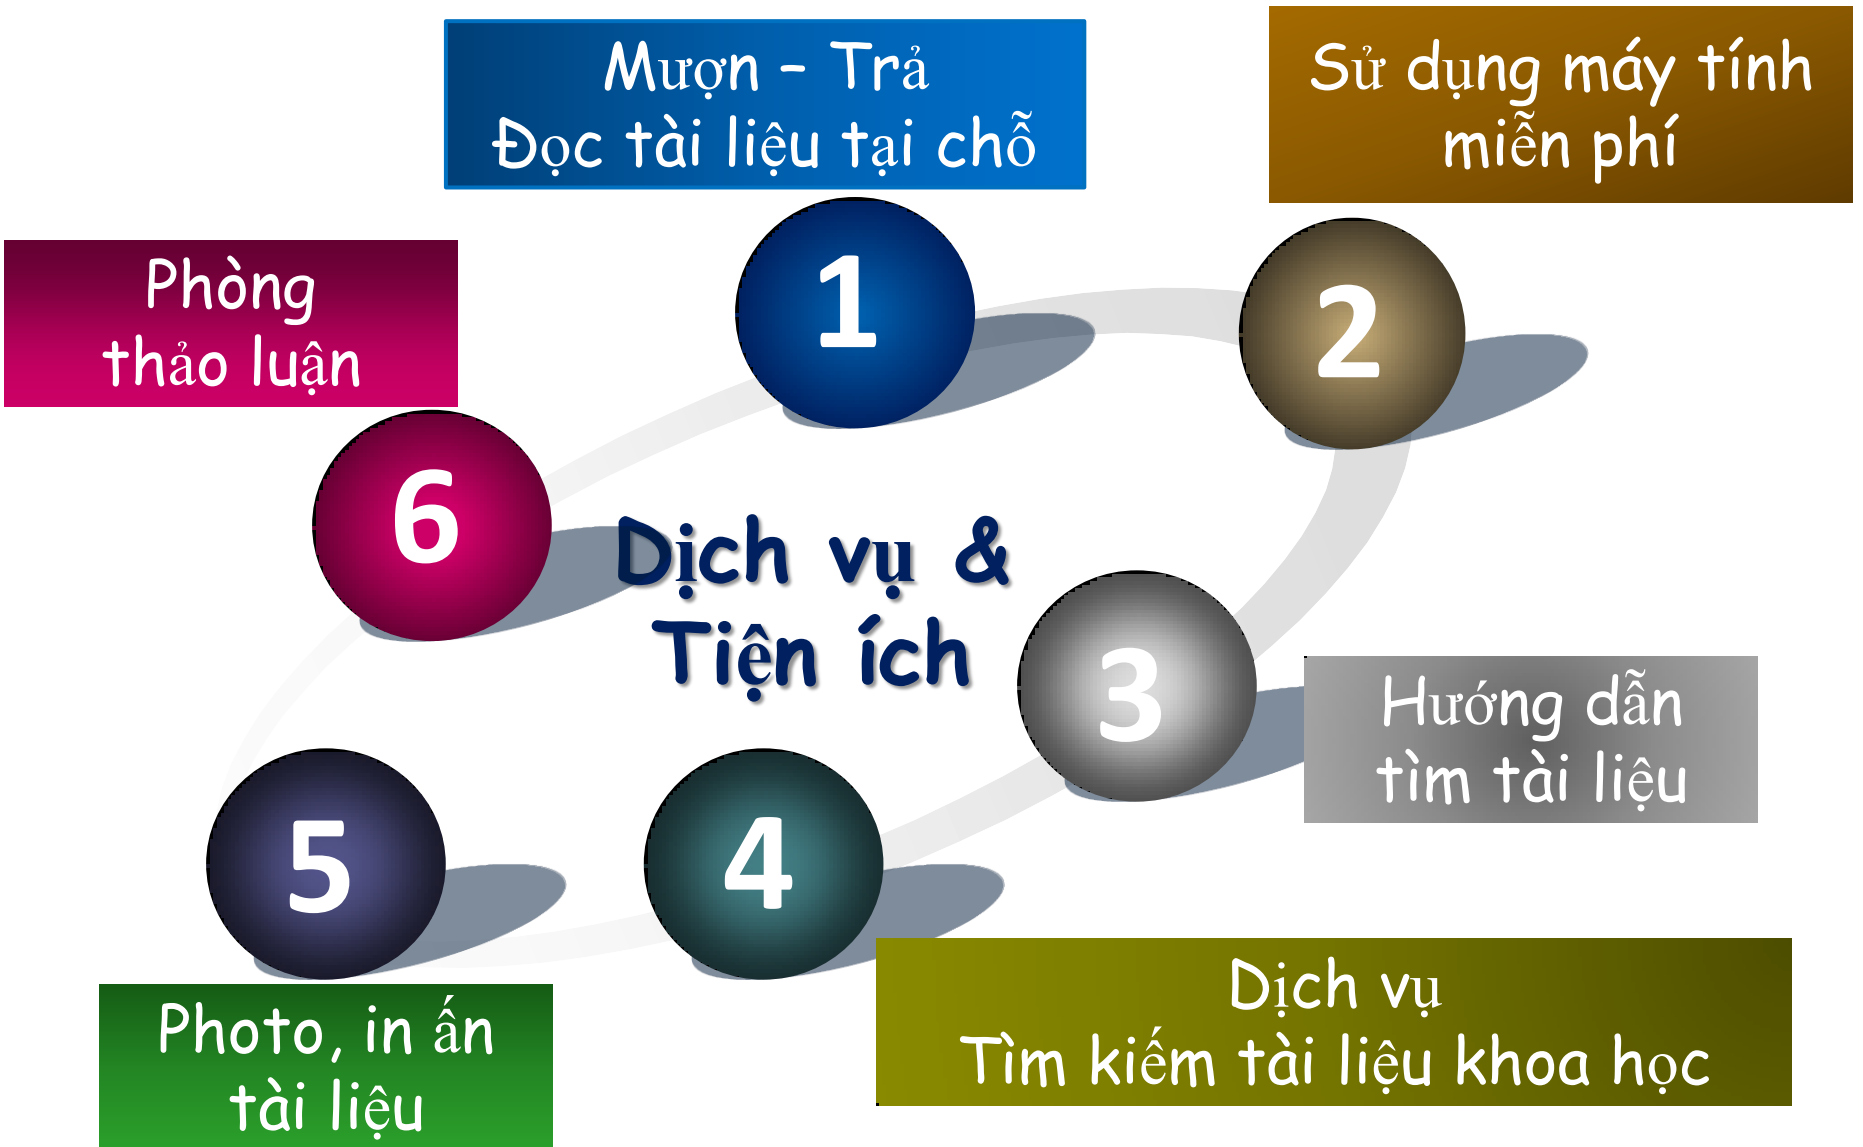 Mượn – Trả
Đọc tài liệu tại chỗ
Sử dụng máy tính
miễn phí
Phòng
thảo luận
1
2
6
Dịch vụ &
Tiện ích
3
Hướng dẫn
tìm tài liệu
5
4
Dịch vụ
Tìm kiếm tài liệu khoa học
Photo, in ấn
tài liệu